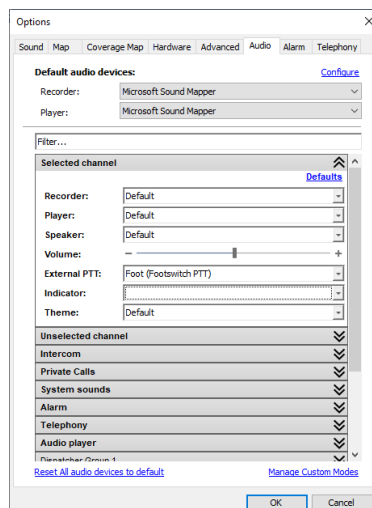 Options
Sound Map Coverage Map Hardware Advanced Audio Alarm Telephony
Default audio devices: Configure
Recorder: Microsoft Sound Mapper
Player: Microsoft Sound Mapper
Filter...
Selected channel
Defaults
Recorder: Default
Player: Default
Speaker: Default
Volume: − +
External PTT: Foot (Footswitch PTT)
Indicator:
Theme: Default
Unselected channel
Intercom
Private Calls
System sounds
Alarm
Telephony
Audio player
Dispatcher Group 1
Reset All audio devices to default Manage Custom Modes
OK Cancel